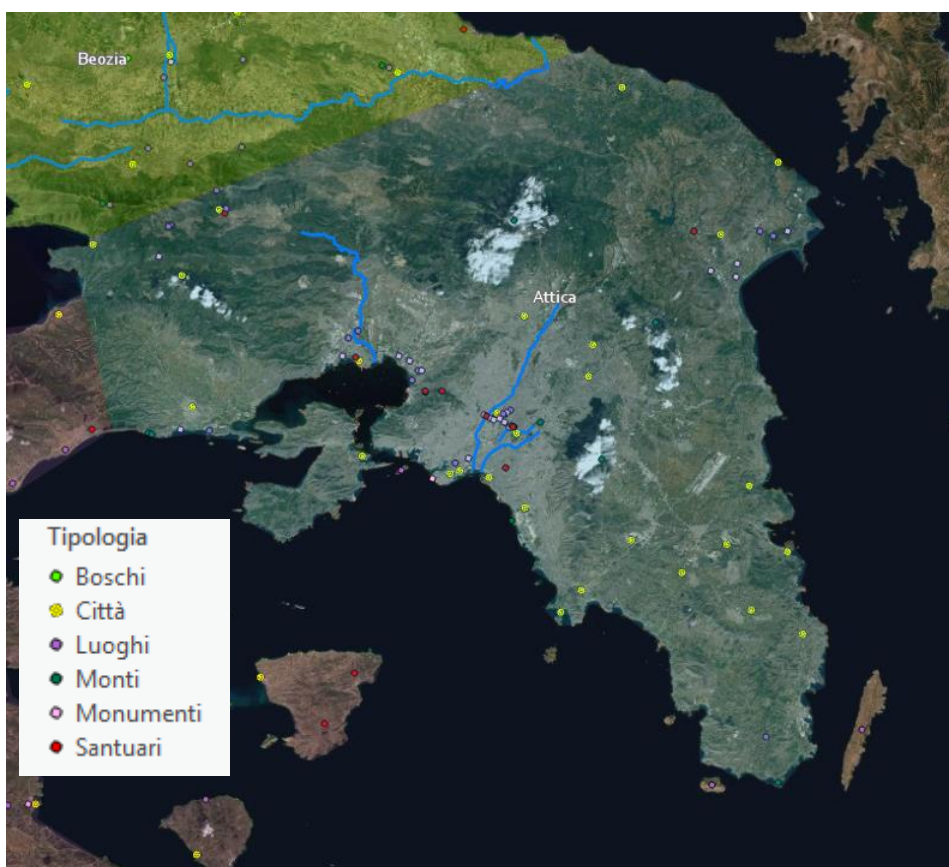 Beozia
Attica
Tipologia
Boschi
Città
Luoghi
Monti
Monumenti
Santuari